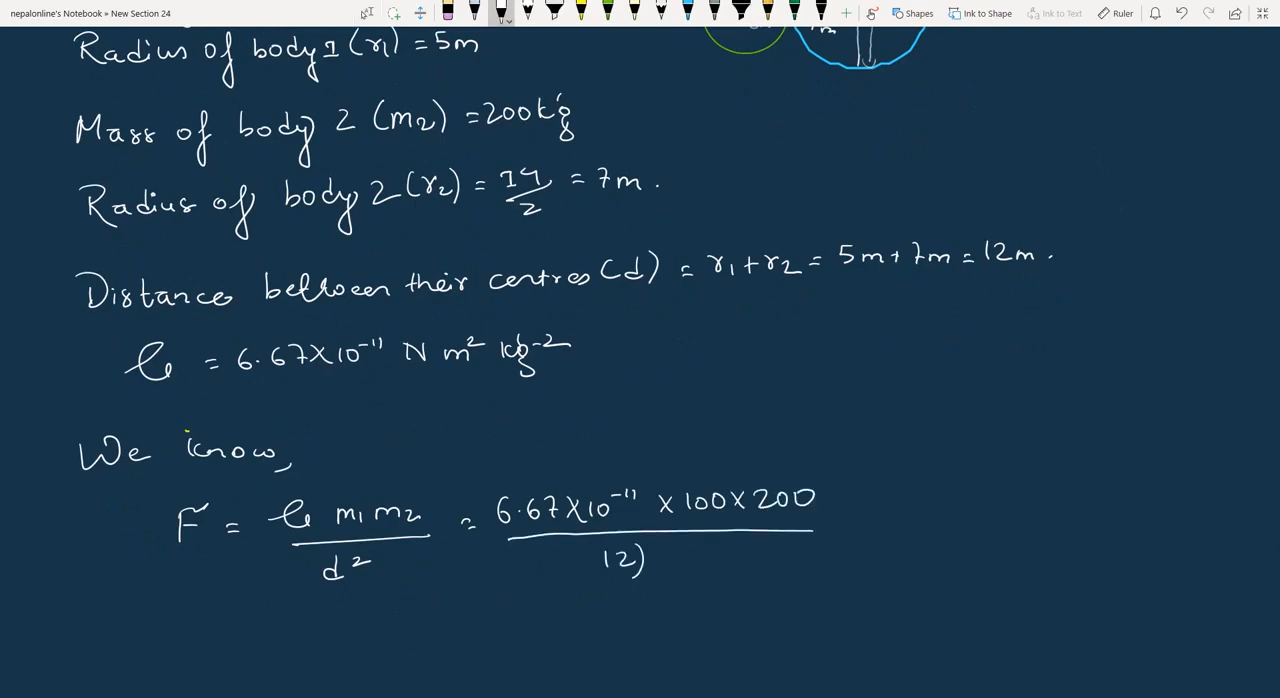 nepalonline's Notebook » New Section 24
Shapes Ink to Shape Ink to Text Ruler
Radius of body 1 (r₁) = 5m
m
Mass of body 2 (m₂) = 200kg
Radius of body 2 (r₂) = 14/2 = 7m.
Distance between their centres (d) = r₁ + r₂ = 5m + 7m = 12m.
G = 6.67×10⁻¹¹ N m² kg⁻²
We know,
F = G m₁ m₂ / d² = 6.67×10⁻¹¹ × 100 × 200 / 12)